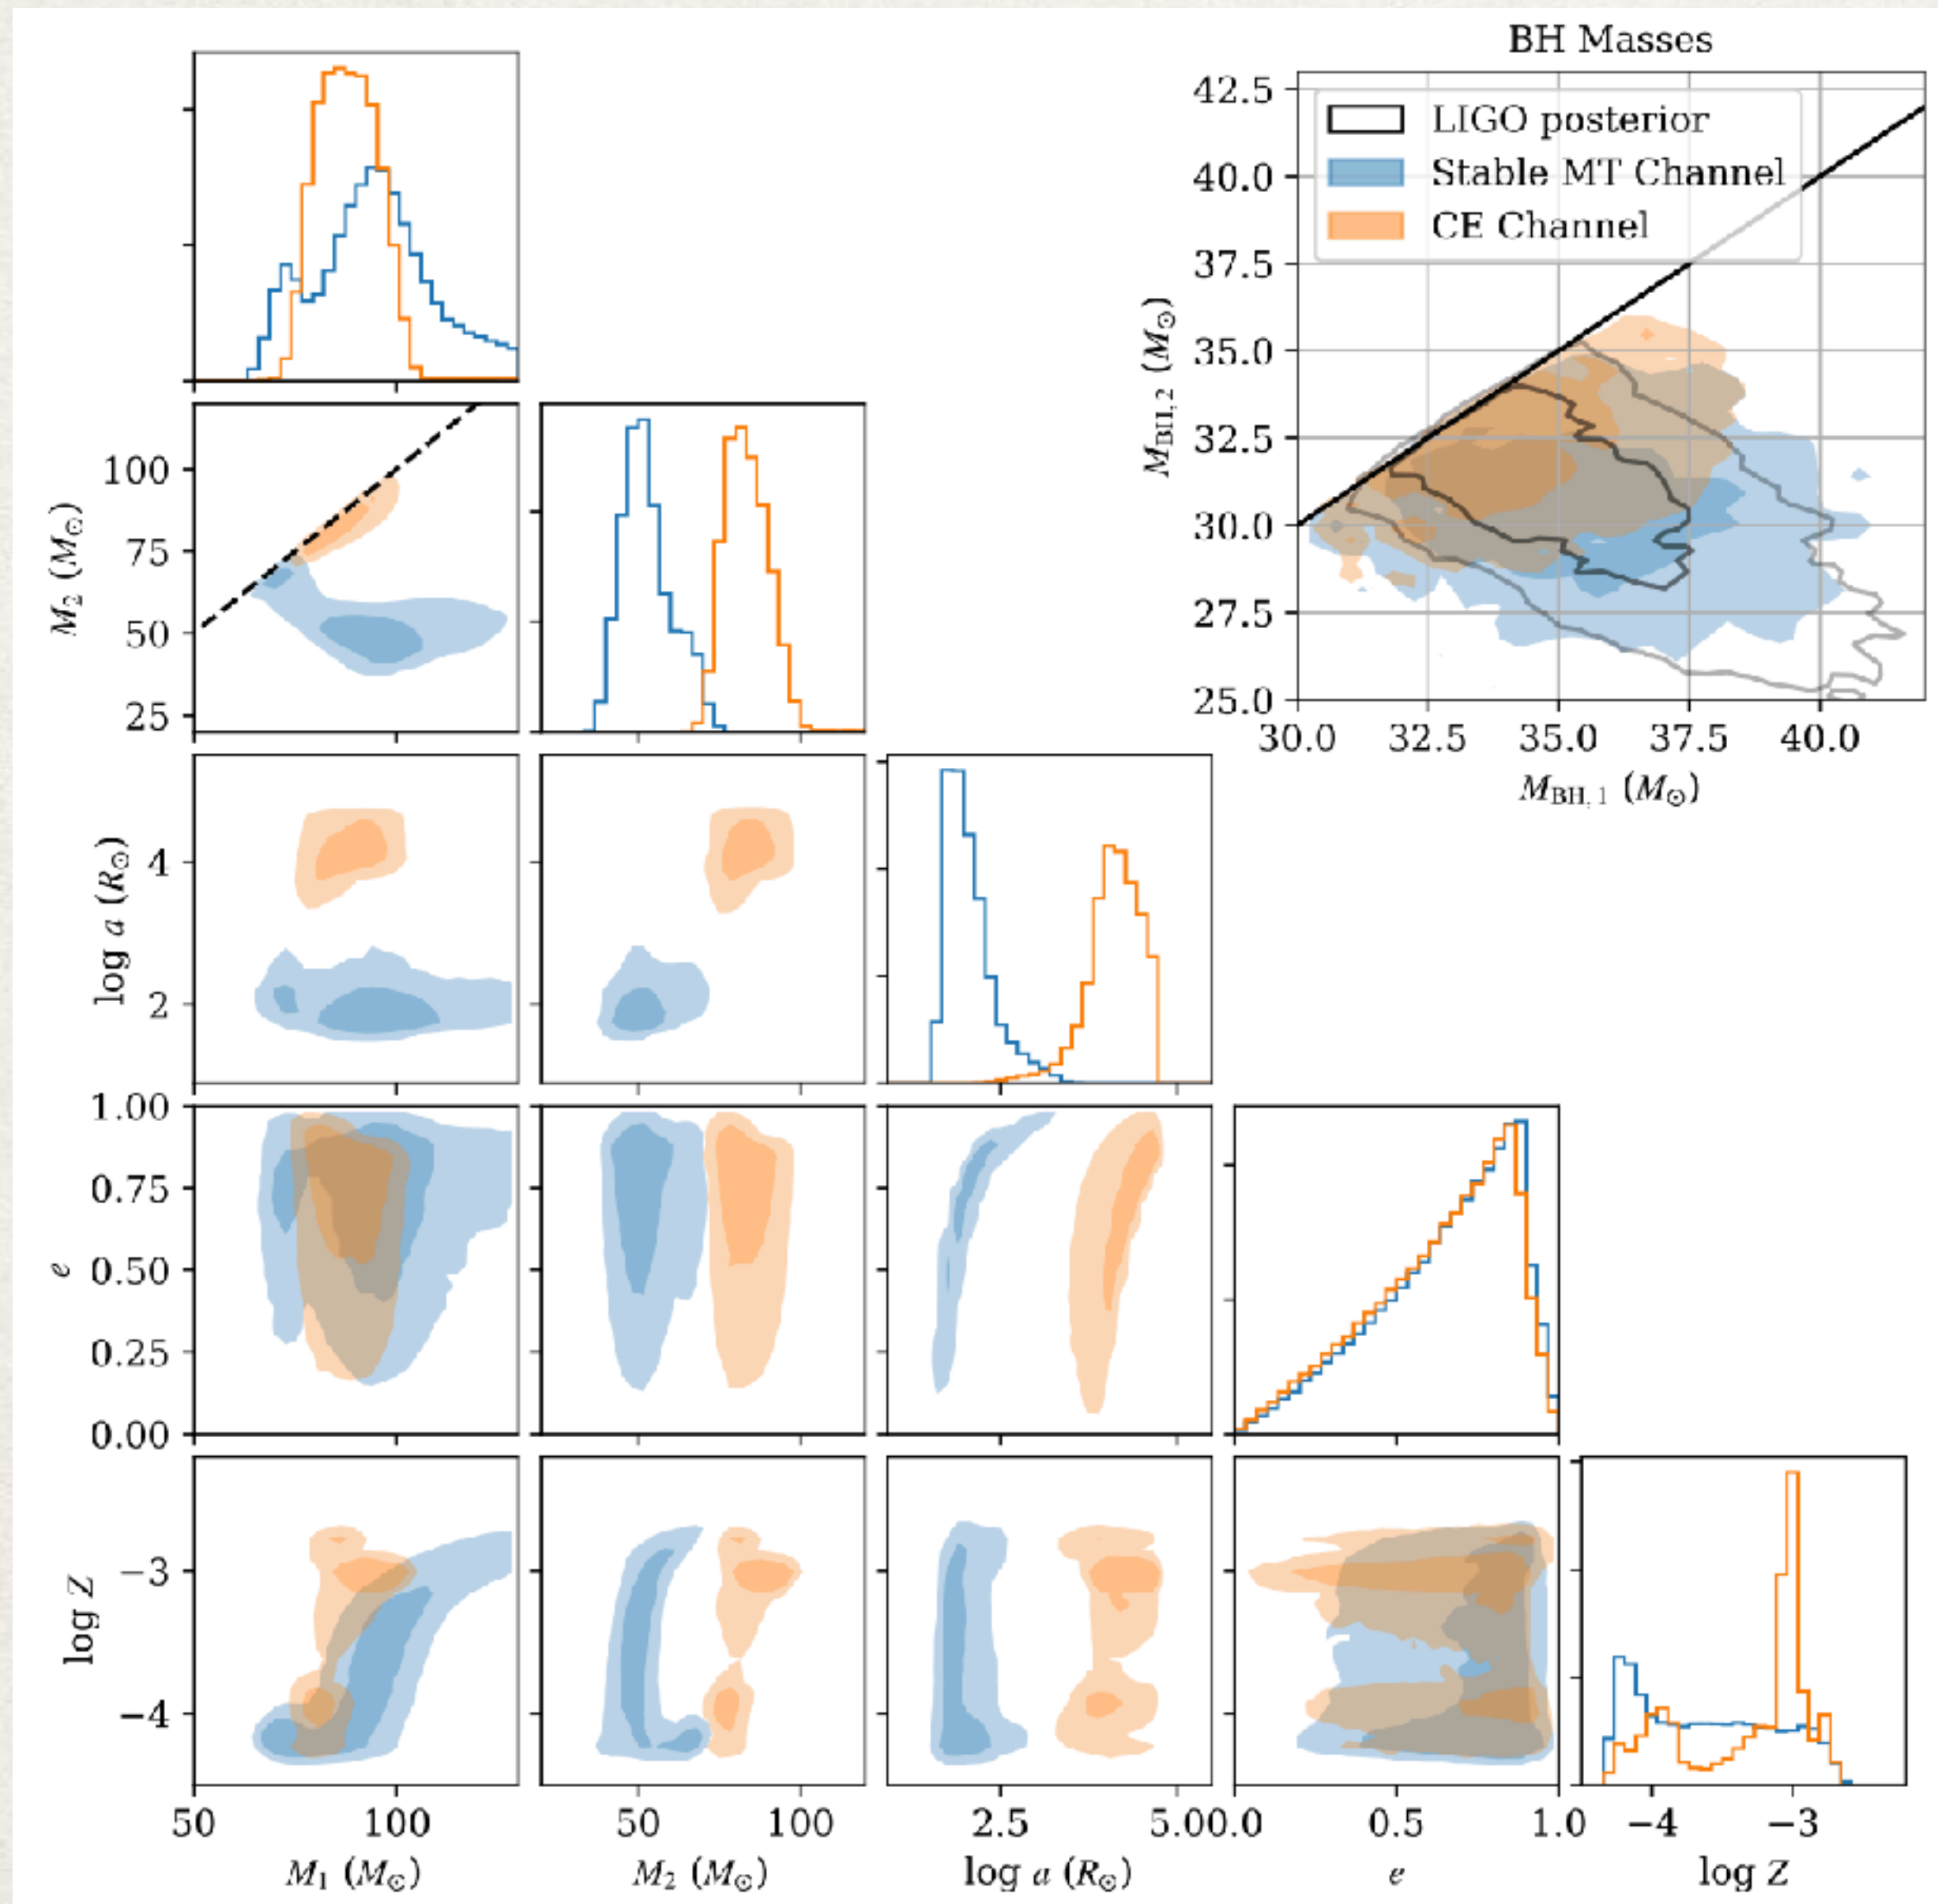 BH Masses
42.5
40.0
37.5
35.0
32.5
30.0
27.5
25.0
M_BH,2 (M_⊙)
LIGO posterior
Stable MT Channel
CE Channel
30.0 32.5 35.0 37.5 40.0
M_BH,1 (M_⊙)
M_2 (M_⊙)
100
75
50
25
log a (R_⊙)
4
2
e
1.00
0.75
0.50
0.25
0.00
log Z
−3
−4
50 100 50 100 2.5 5.0 0.0 0.5 1.0 −4 −3
M_1 (M_⊙) M_2 (M_⊙) log a (R_⊙) e log Z